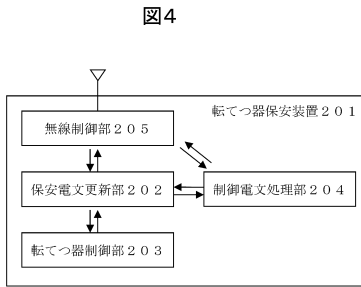 図4
転てつ器保安装置201
無線制御部205
保安電文更新部202
制御電文処理部204
転てつ器制御部203